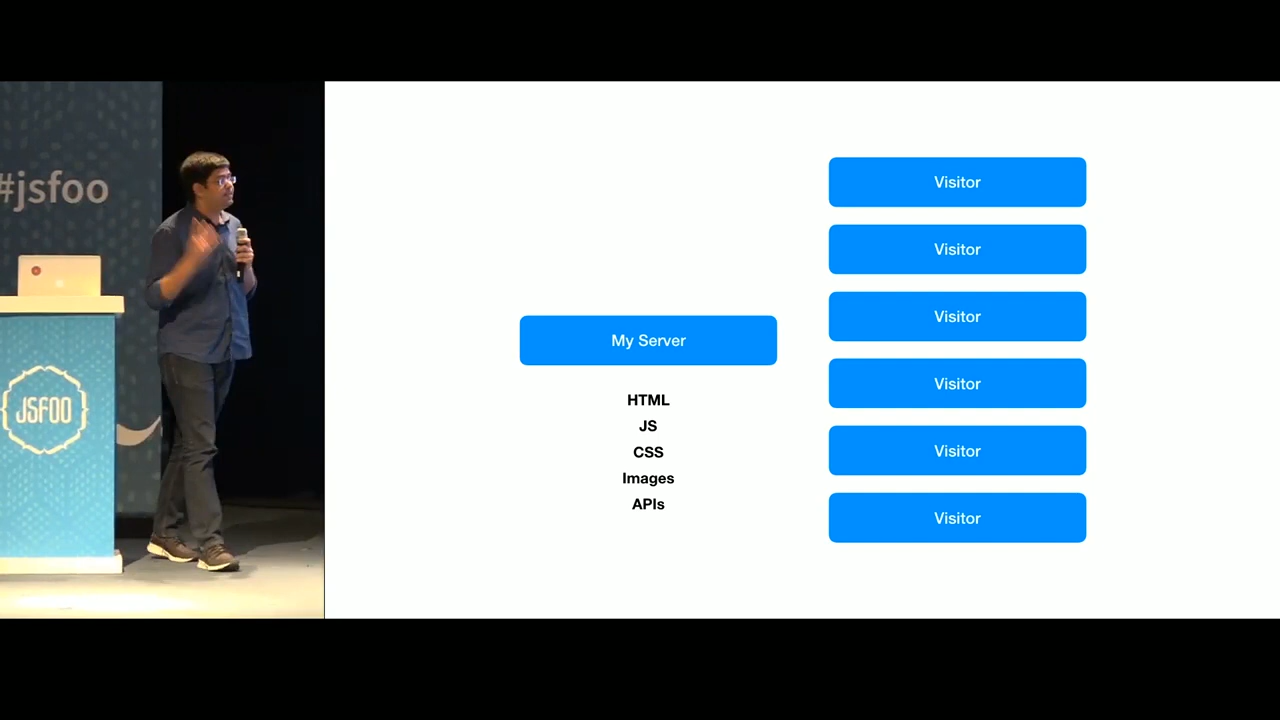 #jsfoo
JSFOO
My Server
HTML
JS
CSS
Images
APIs
Visitor
Visitor
Visitor
Visitor
Visitor
Visitor